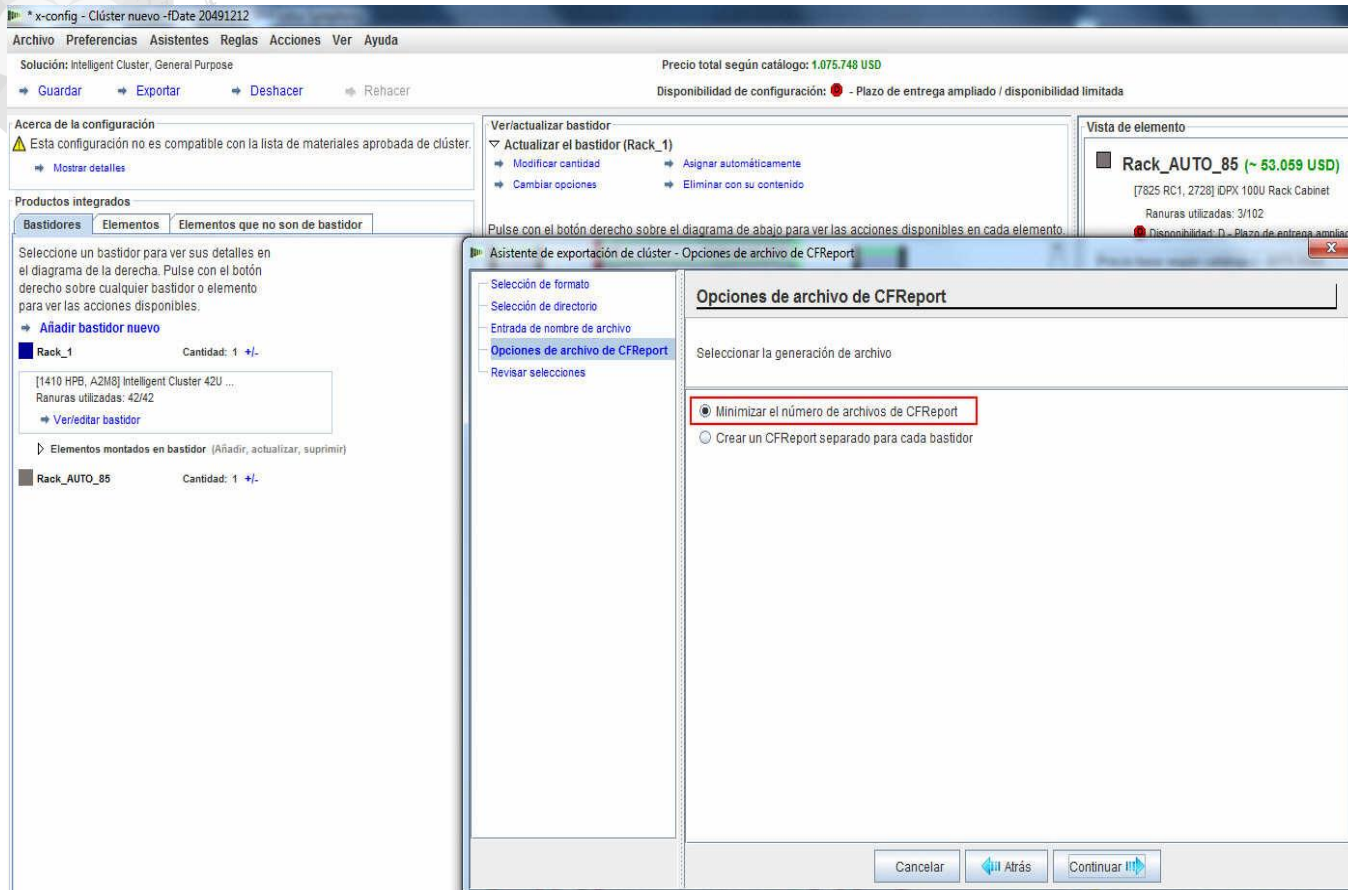 * x-config - Clúster nuevo -fDate 20491212
Archivo Preferencias Asistentes Reglas Acciones Ver Ayuda
Solución: Intelligent Cluster, General Purpose
Precio total según catálogo: 1.075.748 USD
Guardar Exportar Deshacer Rehacer
Disponibilidad de configuración: - Plazo de entrega ampliado / disponibilidad limitada
Acerca de la configuración
Esta configuración no es compatible con la lista de materiales aprobada de clúster.
Mostrar detalles
Productos integrados
Bastidores Elementos Elementos que no son de bastidor
Seleccione un bastidor para ver sus detalles en
el diagrama de la derecha. Pulse con el botón
derecho sobre cualquier bastidor o elemento
para ver las acciones disponibles.
Añadir bastidor nuevo
Rack_1 Cantidad: 1 +/-
[1410 HPB, A2M8] Intelligent Cluster 42U ...
Ranuras utilizadas: 42/42
Ver/editar bastidor
Elementos montados en bastidor (Añadir, actualizar, suprimir)
Rack_AUTO_85 Cantidad: 1 +/-
Ver/actualizar bastidor
Actualizar el bastidor (Rack_1)
Modificar cantidad Asignar automáticamente
Cambiar opciones Eliminar con su contenido
Pulse con el botón derecho sobre el diagrama de abajo para ver las acciones disponibles en cada elemento.
Vista de elemento
Rack_AUTO_85 (~ 53.059 USD)
[7825 RC1, 2728] iDPX 100U Rack Cabinet
Ranuras utilizadas: 3/102
Disponibilidad: D - Plazo de entrega ampliad
Asistente de exportación de clúster - Opciones de archivo de CFReport
X
Selección de formato
Selección de directorio
Entrada de nombre de archivo
Opciones de archivo de CFReport
Revisar selecciones
Opciones de archivo de CFReport
Seleccionar la generación de archivo
Minimizar el número de archivos de CFReport
Crear un CFReport separado para cada bastidor
Cancelar Atrás Continuar